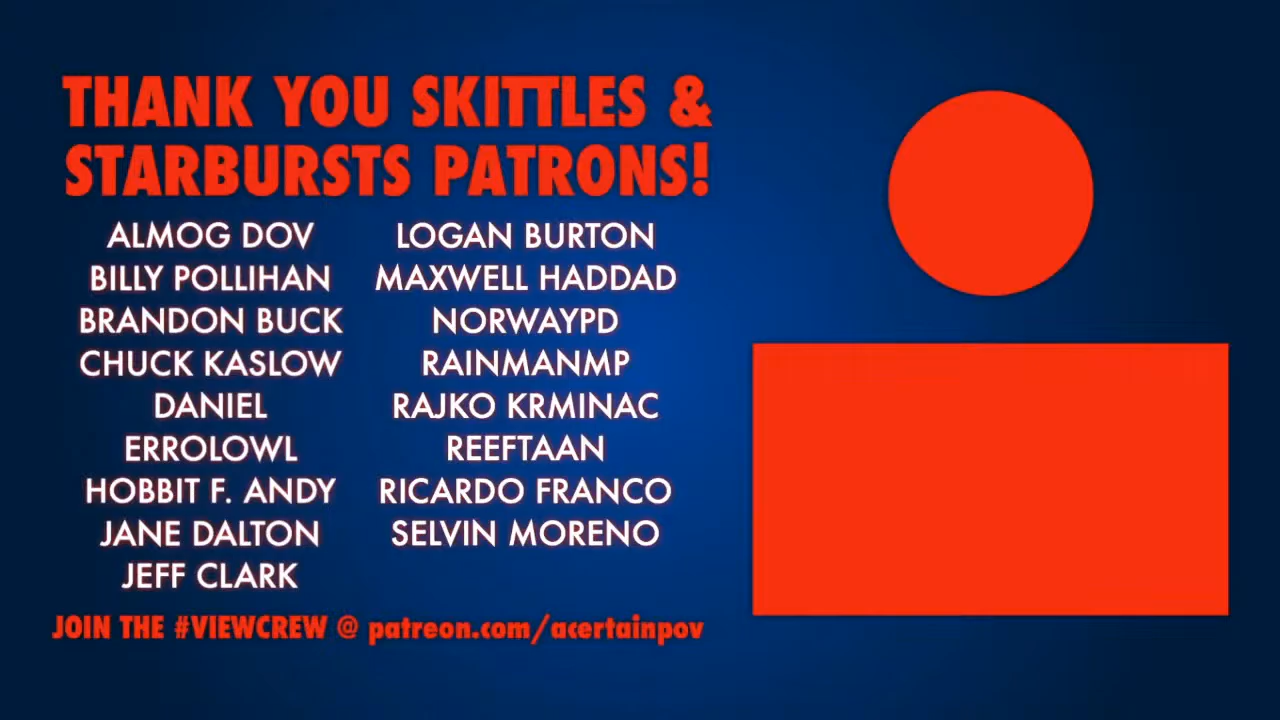 THANK YOU SKITTLES &
STARBURSTS PATRONS!
ALMOG DOV
BILLY POLLIHAN
BRANDON BUCK
CHUCK KASLOW
DANIEL
ERROLOWL
HOBBIT F. ANDY
JANE DALTON
JEFF CLARK
LOGAN BURTON
MAXWELL HADDAD
NORWAYPD
RAINMANMP
RAJKO KRMINAC
REEFTAAN
RICARDO FRANCO
SELVIN MORENO
JOIN THE #VIEWCREW @ patreon.com/acertainpov